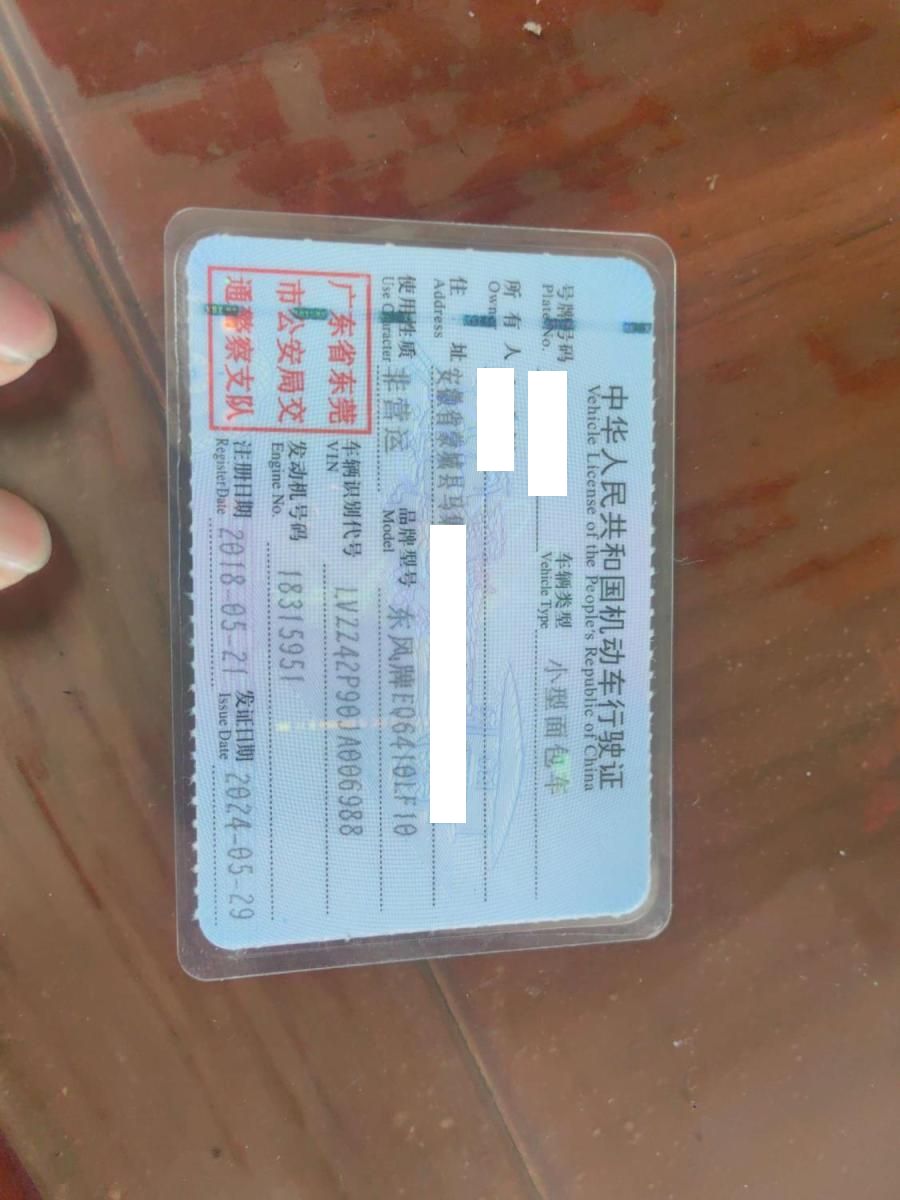 中华人民共和国机动车行驶证
Vehicle License of the People's Republic of China
号牌号码 车辆类型 小型面包车
Plate No. Vehicle Type
所有人
Owner
住址 安徽省蒙城县马
Address
使用性质 非营运 品牌型号 东风牌EQ6410LF10
Use Character Model
广东省东莞
市公安局交
通警察支队
车辆识别代号 LVZZ42P901A006988
VIN
发动机号码 1831595I
Engine No.
注册日期 2018-05-21 发证日期 2024-05-29
Register Date Issue Date